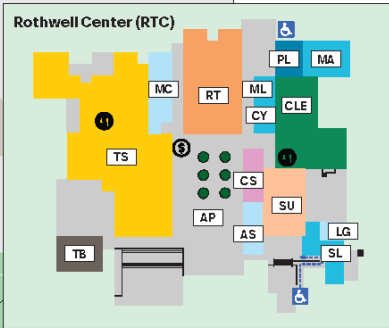 Rothwell Center (RTC)
PL
MA
MC
RT
ML
CLE
CY
$
TS
CS
SU
AP
AS
LG
TB
SL